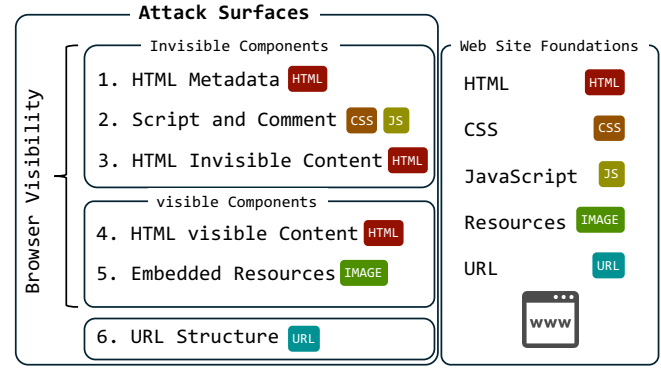 Attack Surfaces
Browser Visibility
Invisible Components
1. HTML Metadata HTML
2. Script and Comment CSS JS
3. HTML Invisible Content HTML
visible Components
4. HTML visible Content HTML
5. Embedded Resources IMAGE
6. URL Structure URL
Web Site Foundations
HTML HTML
CSS CSS
JavaScript JS
Resources IMAGE
URL URL
www